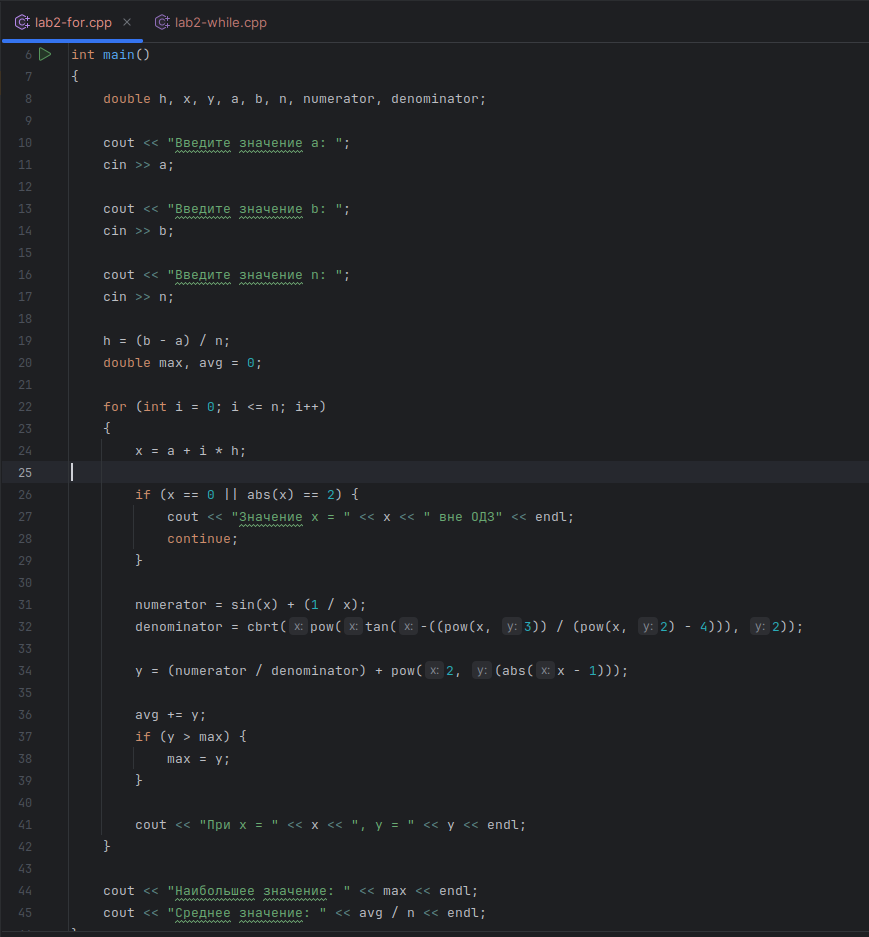 lab2-for.cpp × lab2-while.cpp
6 int main()
7 {
8 double h, x, y, a, b, n, numerator, denominator;
9
10 cout << "Введите значение a: ";
11 cin >> a;
12
13 cout << "Введите значение b: ";
14 cin >> b;
15
16 cout << "Введите значение n: ";
17 cin >> n;
18
19 h = (b - a) / n;
20 double max, avg = 0;
21
22 for (int i = 0; i <= n; i++)
23 {
24 x = a + i * h;
25
26 if (x == 0 || abs(x) == 2) {
27 cout << "Значение x = " << x << " вне ОДЗ" << endl;
28 continue;
29 }
30
31 numerator = sin(x) + (1 / x);
32 denominator = cbrt( x: pow( x: tan( x: -((pow(x, y: 3)) / (pow(x, y: 2) - 4))), y: 2));
33
34 y = (numerator / denominator) + pow( x: 2, y: (abs( x: x - 1)));
35
36 avg += y;
37 if (y > max) {
38 max = y;
39 }
40
41 cout << "При x = " << x << ", y = " << y << endl;
42 }
43
44 cout << "Наибольшее значение: " << max << endl;
45 cout << "Среднее значение: " << avg / n << endl;